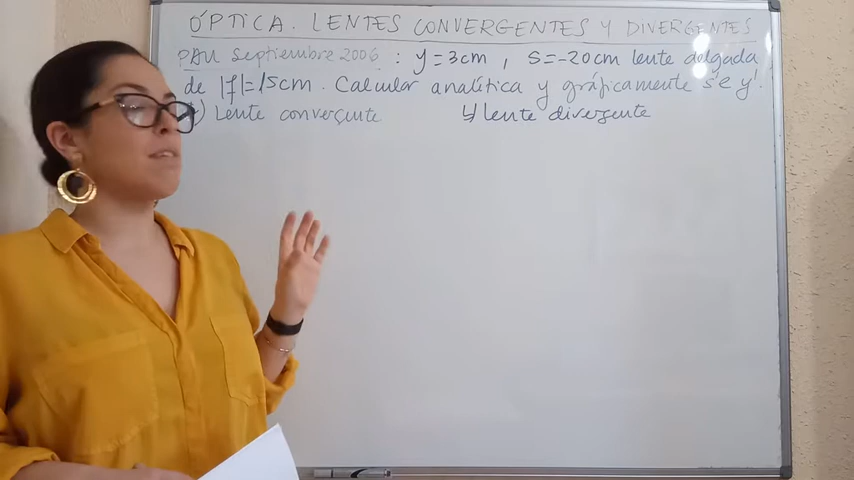 ÓPTICA. LENTES CONVERGENTES Y DIVERGENTES
PAU Septiembre 2006 : y = 3cm , s = -20cm lente delgada
de |f| = 15cm. Calcular analítica y gráficamente s' e y'.
) Lente convergente
b) Lente divergente